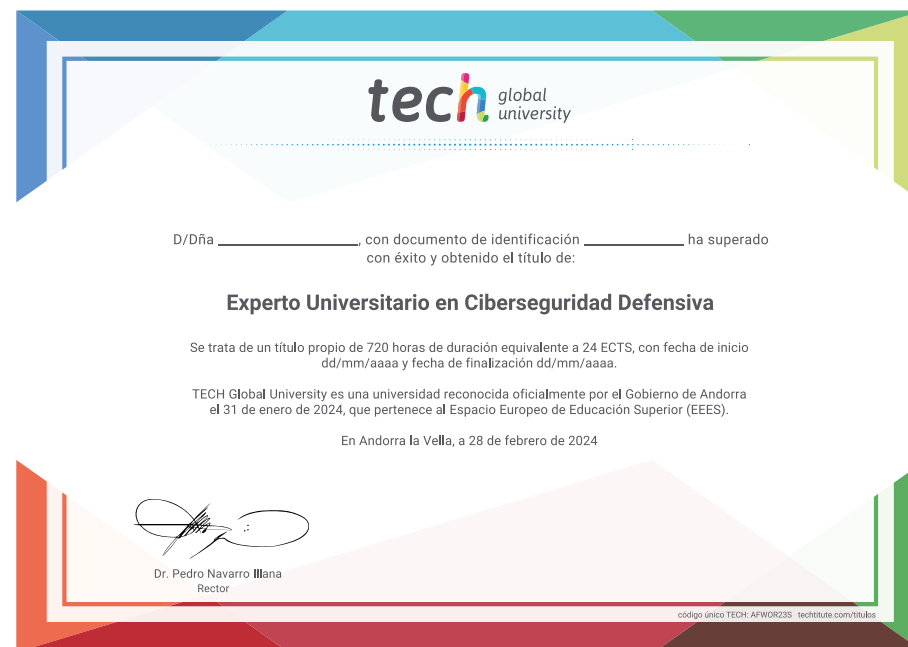 tech global university
D/Dña ____________, con documento de identificación ____________ ha superado
con éxito y obtenido el título de:
Experto Universitario en Ciberseguridad Defensiva
Se trata de un título propio de 720 horas de duración equivalente a 24 ECTS, con fecha de inicio
dd/mm/aaaa y fecha de finalización dd/mm/aaaa.
TECH Global University es una universidad reconocida oficialmente por el Gobierno de Andorra
el 31 de enero de 2024, que pertenece al Espacio Europeo de Educación Superior (EEES).
En Andorra la Vella, a 28 de febrero de 2024
Dr. Pedro Navarro Illana
Rector
código único TECH: AFWOR23S techtitute.com/titulos